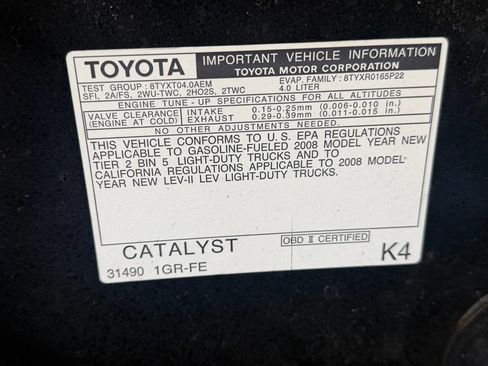 TOYOTA IMPORTANT VEHICLE INFORMATION
TOYOTA MOTOR CORPORATION
TEST GROUP : 8TYXT04.0AEM EVAP. FAMILY : 8TYXR0165P22
SFI, 2A/FS, 2WU-TWC, 2HO2S, 2TWC 4.0 LITER
ENGINE TUNE - UP SPECIFICATIONS FOR ALL ALTITUDES
VALVE CLEARANCE INTAKE 0.15-0.25mm (0.006-0.010 in.)
(ENGINE AT COLD) EXHAUST 0.29-0.39mm (0.011-0.015 in.)
NO OTHER ADJUSTMENTS NEEDED.
THIS VEHICLE CONFORMS TO U.S. EPA REGULATIONS
APPLICABLE TO GASOLINE-FUELED 2008 MODEL YEAR NEW
TIER 2 BIN 5 LIGHT-DUTY TRUCKS AND TO
CALIFORNIA REGULATIONS APPLICABLE TO 2008 MODEL-
YEAR NEW LEV-II LEV LIGHT-DUTY TRUCKS.
CATALYST OBD II CERTIFIED
31490 1GR-FE K4